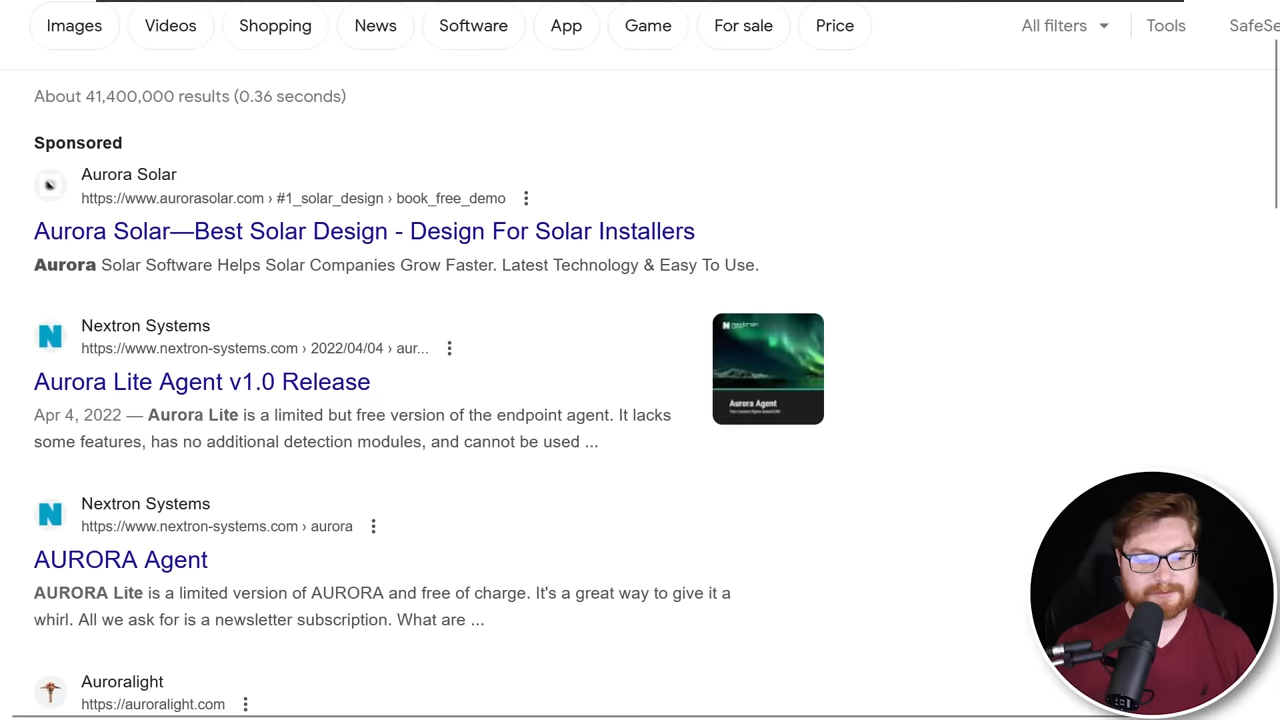 Images Videos Shopping News Software App Game For sale Price All filters Tools SafeSe
About 41,400,000 results (0.36 seconds)
Sponsored
Aurora Solar
https://www.aurorasolar.com › #1_solar_design › book_free_demo
Aurora Solar—Best Solar Design - Design For Solar Installers
Aurora Solar Software Helps Solar Companies Grow Faster. Latest Technology & Easy To Use.
Nextron Systems
https://www.nextron-systems.com › 2022/04/04 › aur...
Aurora Lite Agent v1.0 Release
Apr 4, 2022 — Aurora Lite is a limited but free version of the endpoint agent. It lacks
some features, has no additional detection modules, and cannot be used ...
nextron
Aurora Agent
Nextron Systems
https://www.nextron-systems.com › aurora
AURORA Agent
AURORA Lite is a limited version of AURORA and free of charge. It's a great way to give it a
whirl. All we ask for is a newsletter subscription. What are ...
Auroralight
https://auroralight.com